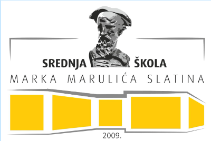 SREDNJA ŠKOLA
MARKA MARULIĆA SLATINA
2009.